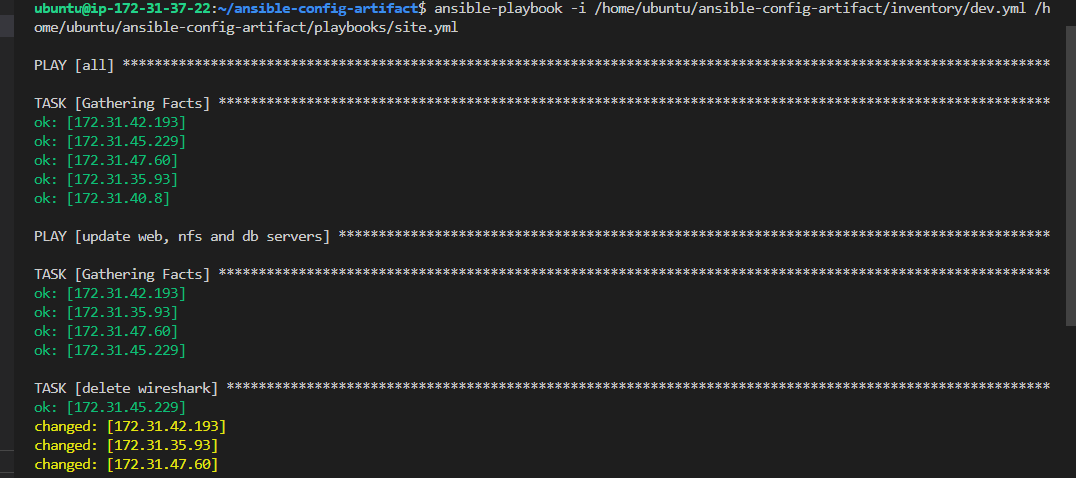 ubuntu@ip-172-31-37-22:~/ansible-config-artifact$ ansible-playbook -i /home/ubuntu/ansible-config-artifact/inventory/dev.yml /h
ome/ubuntu/ansible-config-artifact/playbooks/site.yml
PLAY [all] ********************************************************************************************************************
TASK [Gathering Facts] ********************************************************************************************************
ok: [172.31.42.193]
ok: [172.31.45.229]
ok: [172.31.47.60]
ok: [172.31.35.93]
ok: [172.31.40.8]
PLAY [update web, nfs and db servers] *****************************************************************************************
TASK [Gathering Facts] ********************************************************************************************************
ok: [172.31.42.193]
ok: [172.31.35.93]
ok: [172.31.47.60]
ok: [172.31.45.229]
TASK [delete wireshark] *******************************************************************************************************
ok: [172.31.45.229]
changed: [172.31.42.193]
changed: [172.31.35.93]
changed: [172.31.47.60]